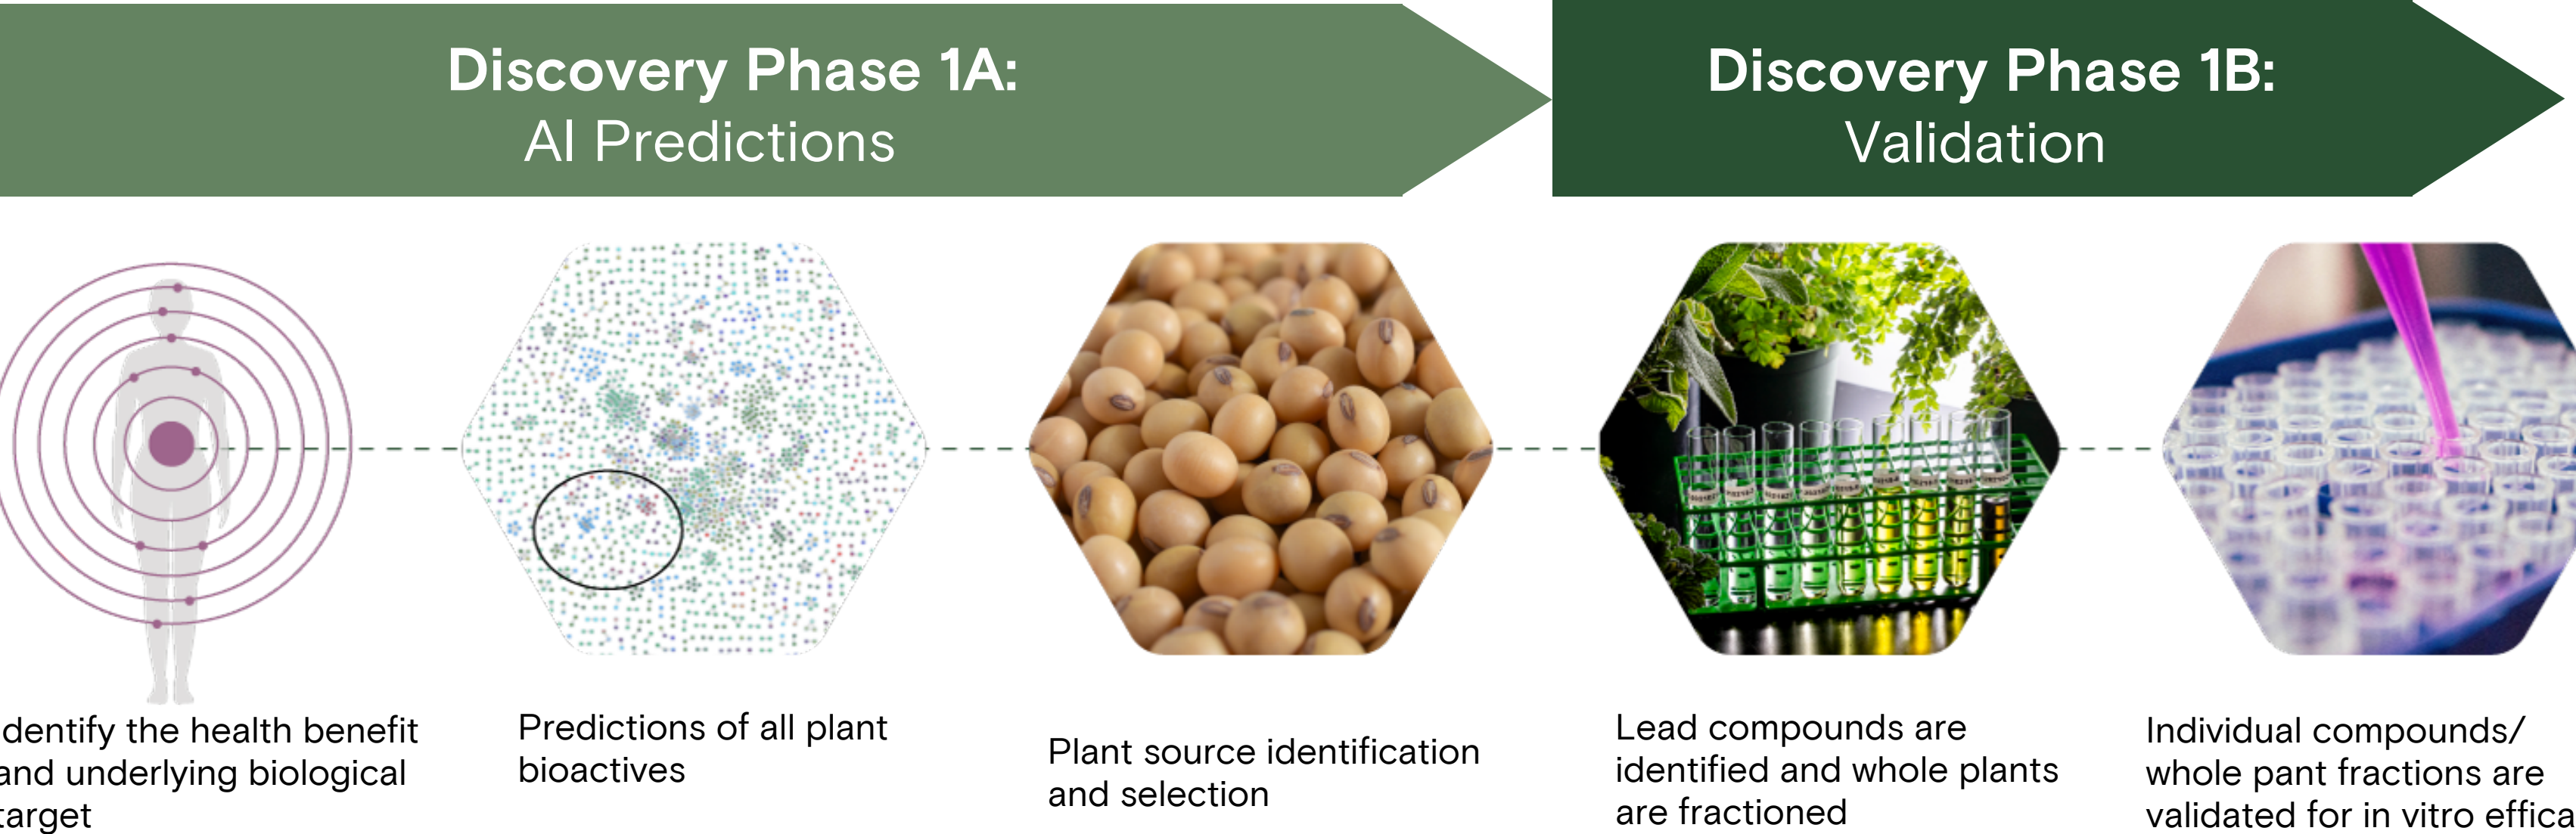 Discovery Phase 1A:
AI Predictions
Discovery Phase 1B:
Validation
dentify the health benefit
and underlying biological
target
Predictions of all plant
bioactives
Plant source identification
and selection
Lead compounds are
identified and whole plants
are fractioned
Individual compounds/
whole pant fractions are
validated for in vitro effica